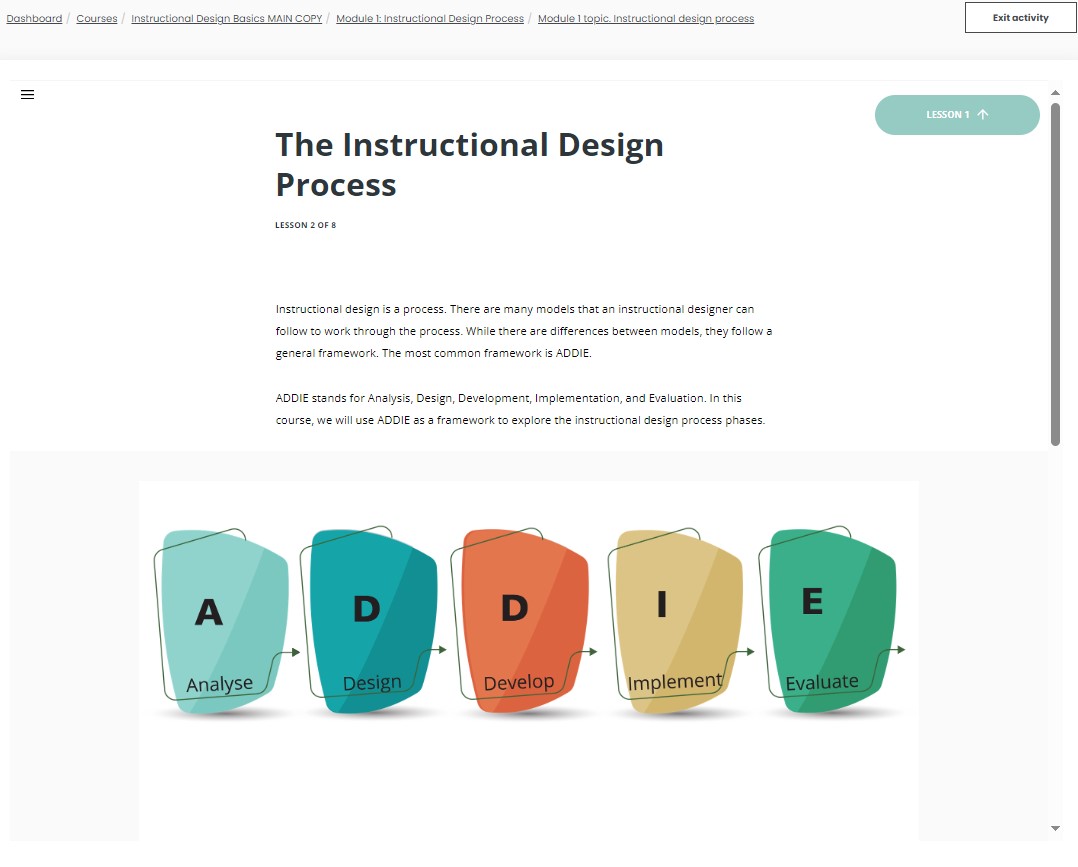 Dashboard / Courses / Instructional Design Basics MAIN COPY / Module 1: Instructional Design Process / Module 1 topic. Instructional design process
Exit activity
LESSON 1
The Instructional Design
Process
LESSON 2 OF 8
Instructional design is a process. There are many models that an instructional designer can
follow to work through the process. While there are differences between models, they follow a
general framework. The most common framework is ADDIE.
ADDIE stands for Analysis, Design, Development, Implementation, and Evaluation. In this
course, we will use ADDIE as a framework to explore the instructional design process phases.
A D D I E
Analyse Design Develop Implement Evaluate